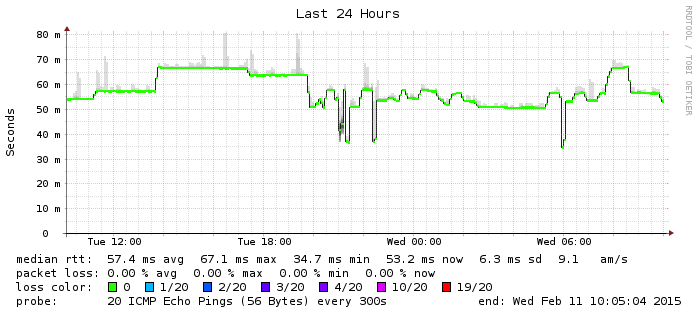 Last 24 Hours
RRDTOOL / TOBI OETIKER
Seconds
80 m
70 m
60 m
50 m
40 m
30 m
20 m
10 m
0
Tue 12:00 Tue 18:00 Wed 00:00 Wed 06:00
median rtt: 57.4 ms avg 67.1 ms max 34.7 ms min 53.2 ms now 6.3 ms sd 9.1 am/s
packet loss: 0.00 % avg 0.00 % max 0.00 % min 0.00 % now
loss color: 0 1/20 2/20 3/20 4/20 10/20 19/20
probe: 20 ICMP Echo Pings (56 Bytes) every 300s end: Wed Feb 11 10:05:04 2015